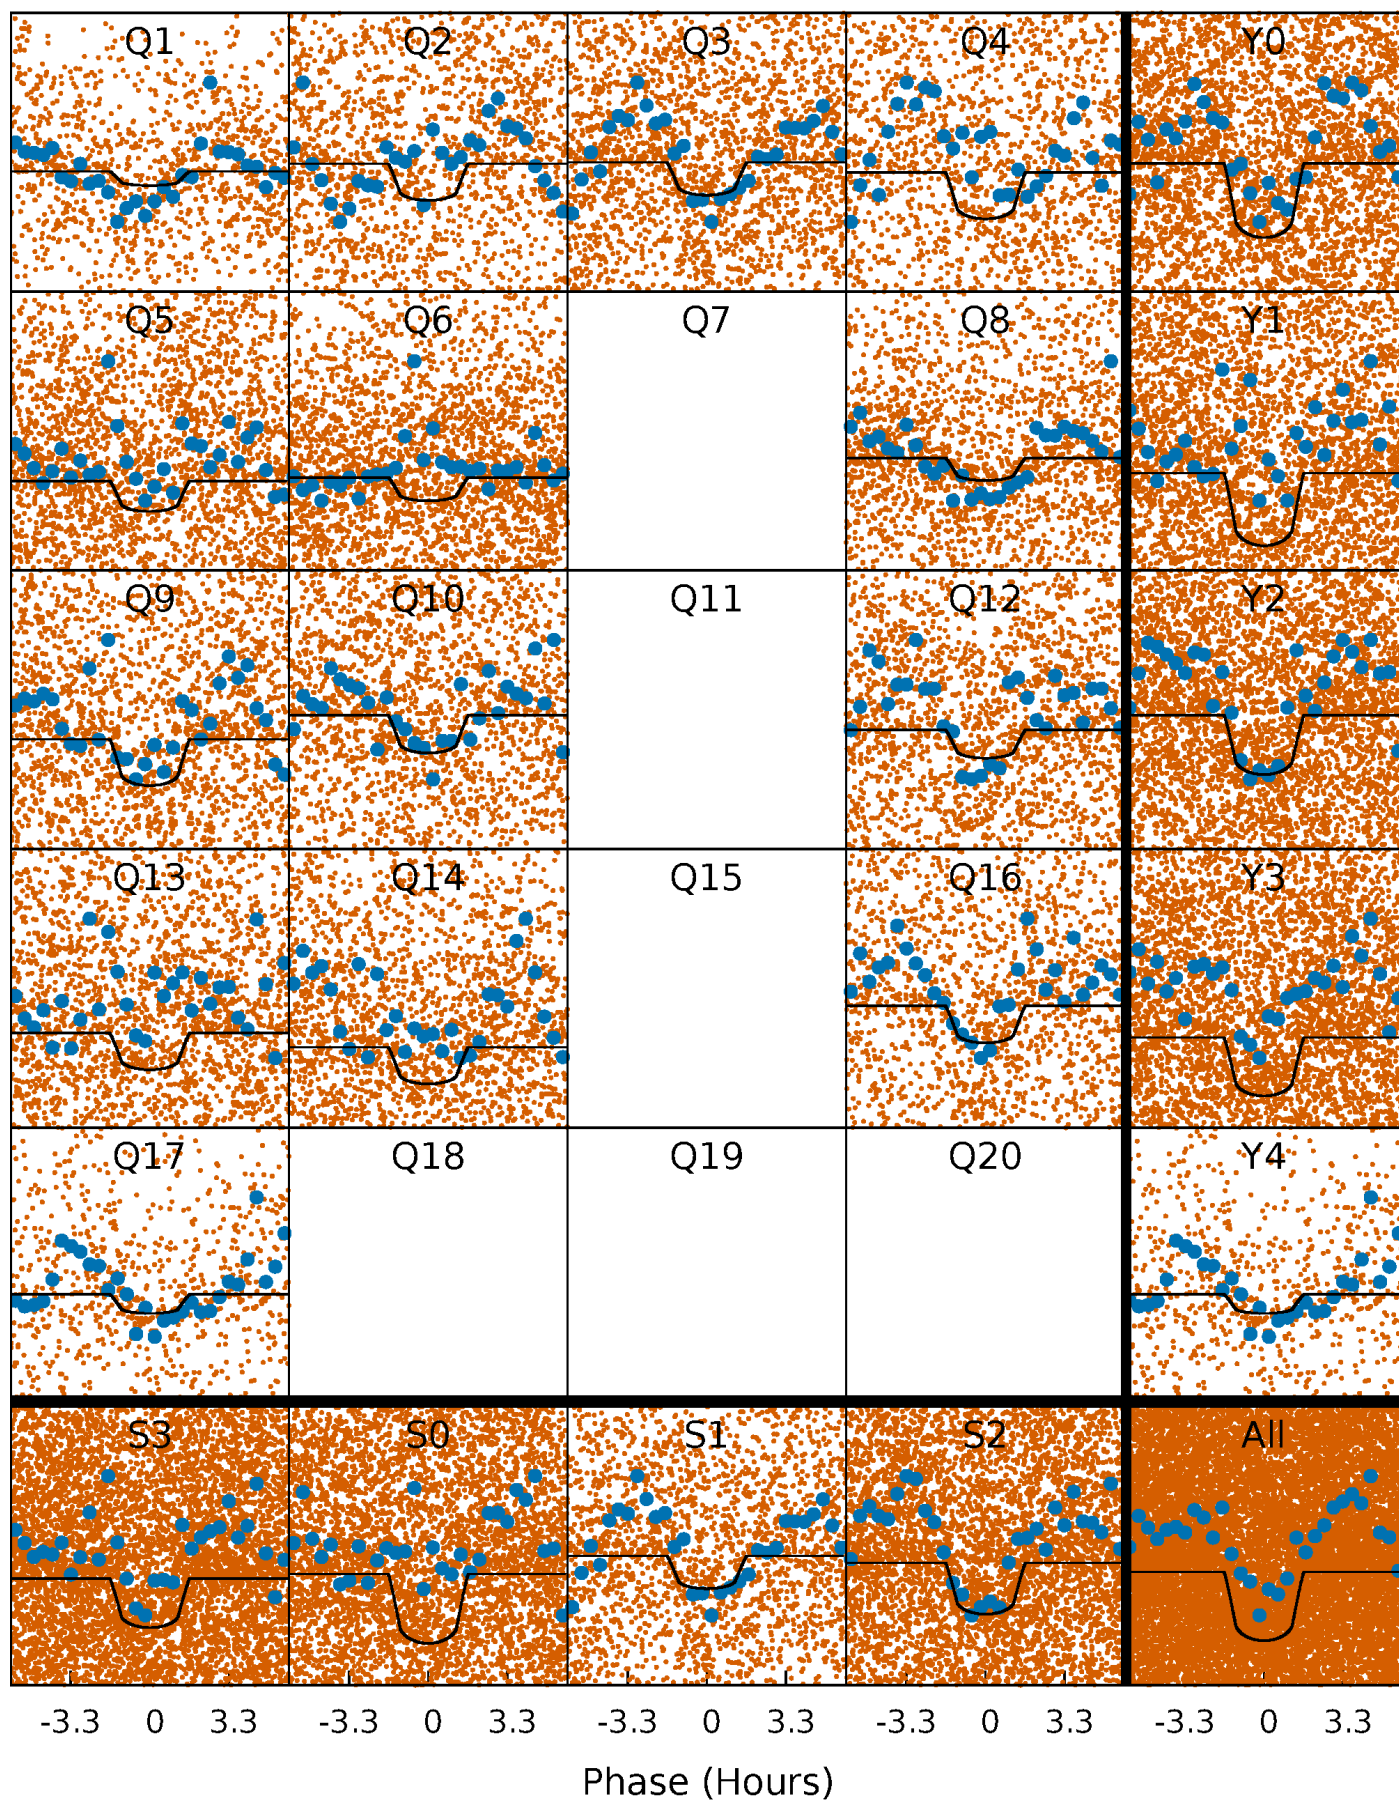 Q1 Q2 Q3 Q4 Y0
Q5 Q6 Q7 Q8 Y1
Q9 Q10 Q11 Q12 Y2
Q13 Q14 Q15 Q16 Y3
Q17 Q18 Q19 Q20 Y4
S3 S0 S1 S2 All
-3.3 0 3.3 -3.3 0 3.3 -3.3 0 3.3 -3.3 0 3.3 -3.3 0 3.3
Phase (Hours)